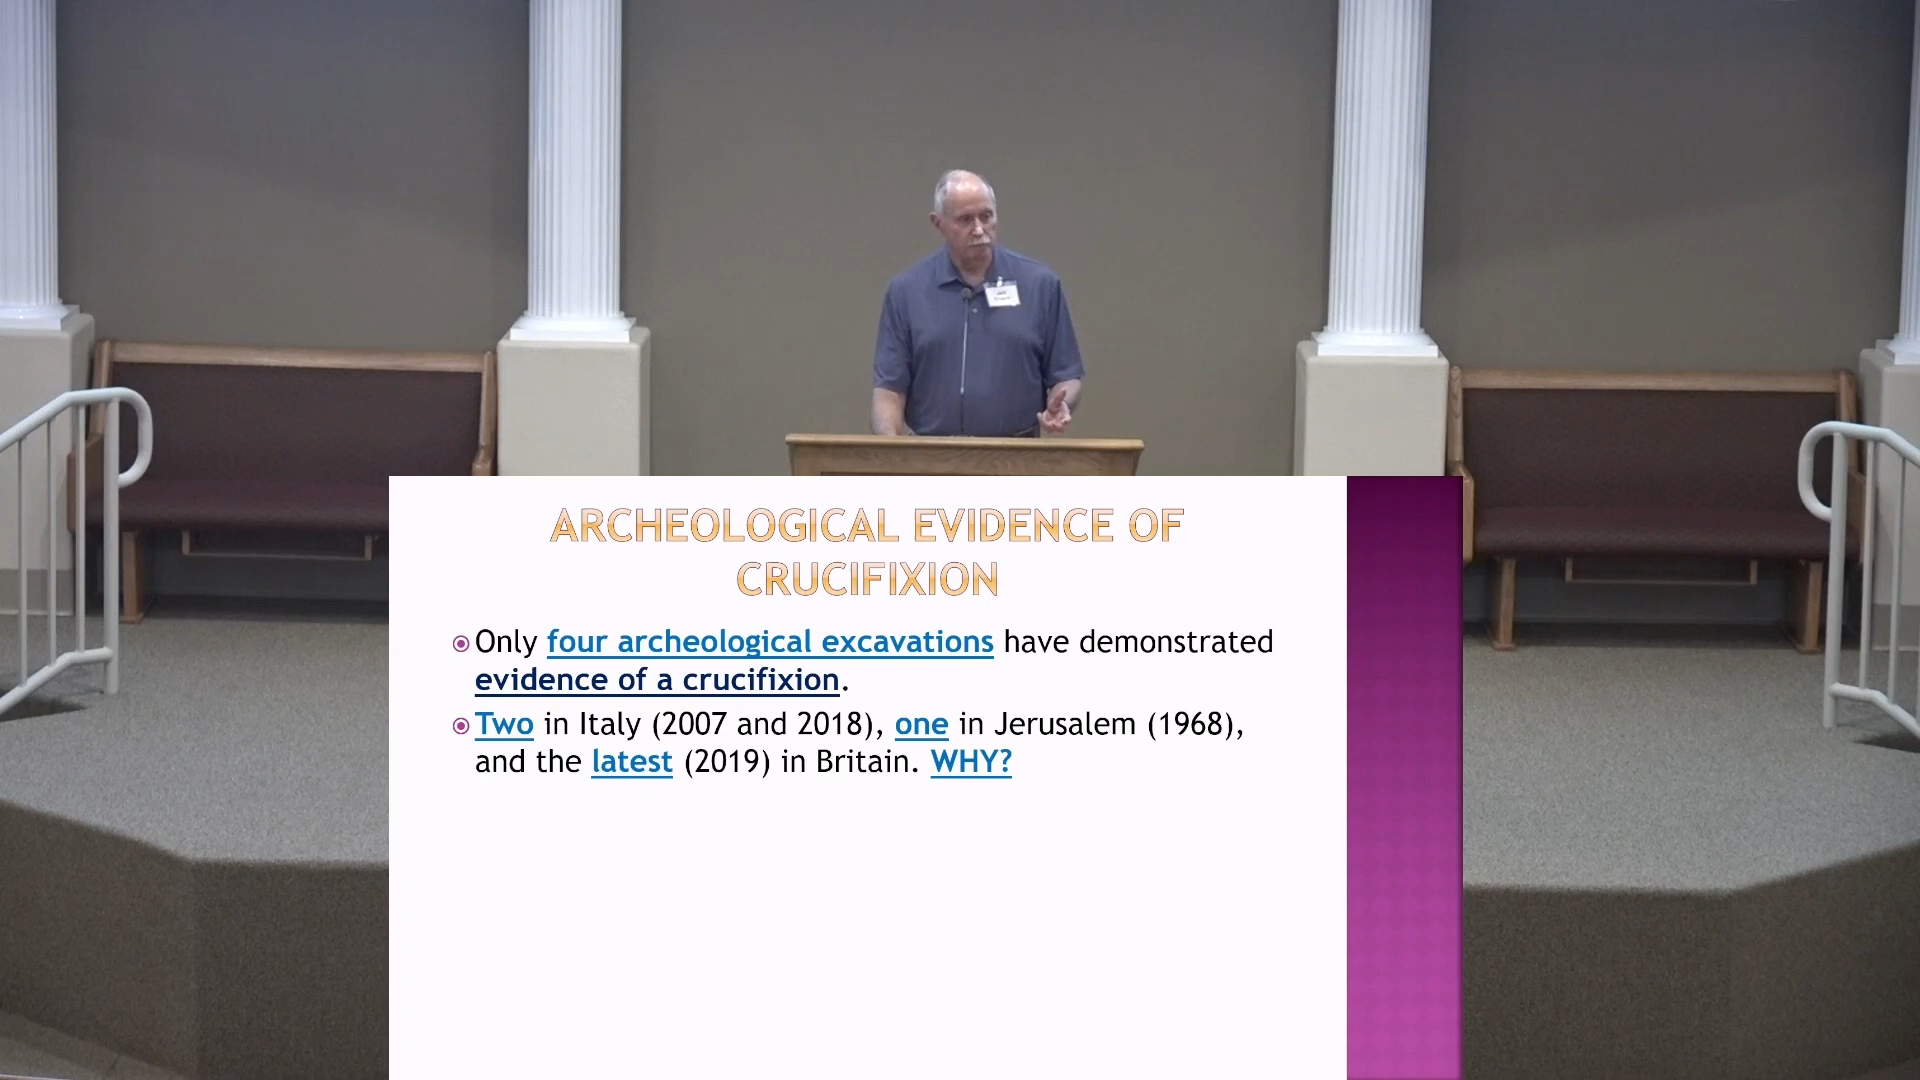 ARCHEOLOGICAL EVIDENCE OF
CRUCIFIXION
Only four archeological excavations have demonstrated
evidence of a crucifixion.
Two in Italy (2007 and 2018), one in Jerusalem (1968),
and the latest (2019) in Britain. WHY?